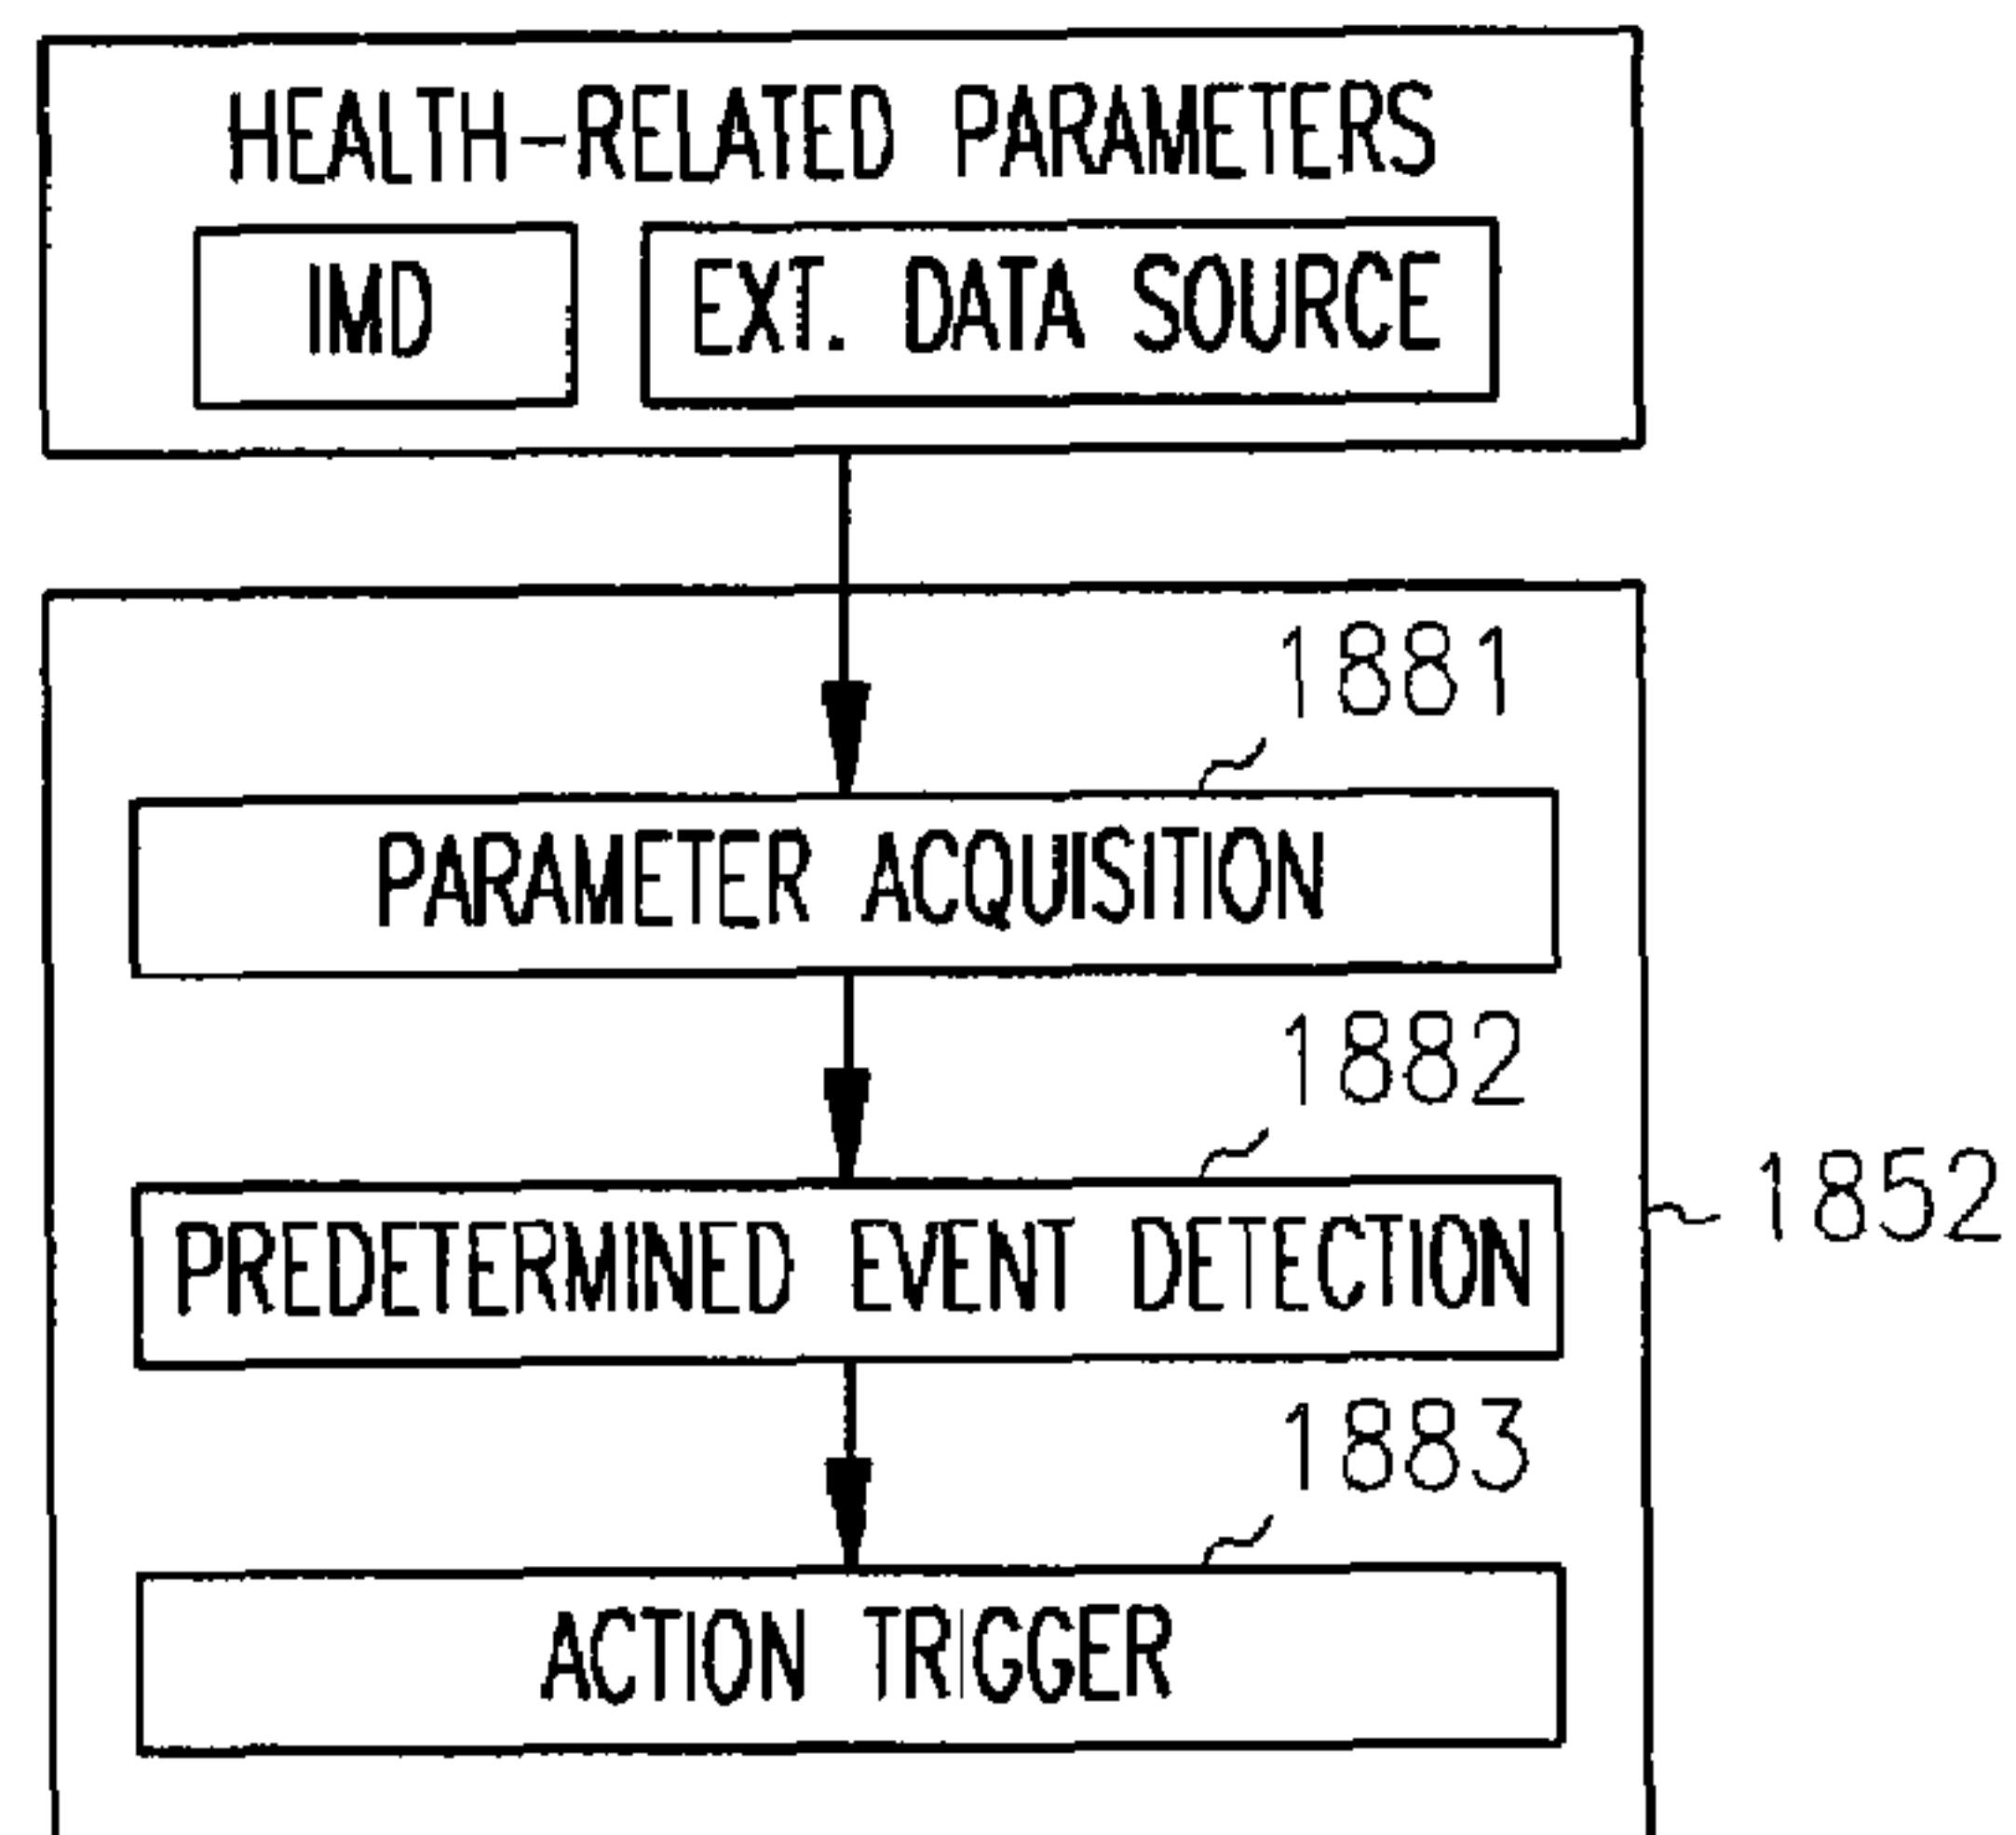 HEALTH-RELATED PARAMETERS
IMD
EXT. DATA SOURCE
1881
PARAMETER ACQUISITION
1882
1852
PREDETERMINED EVENT DETECTION
1883
ACTION TRIGGER